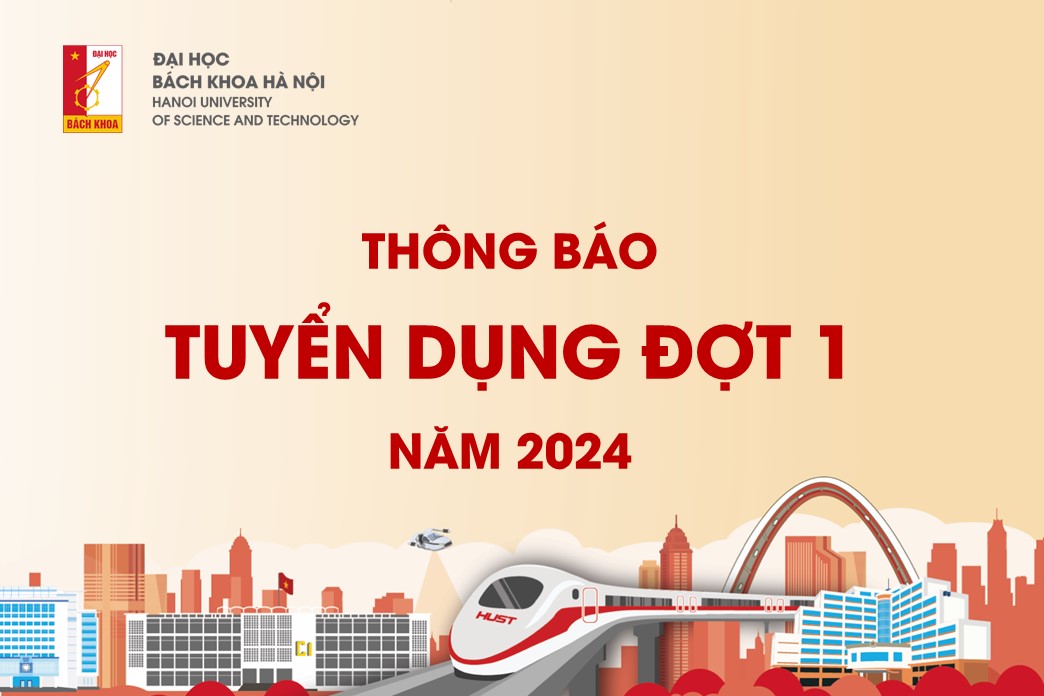 ĐẠI HỌC
BÁCH KHOA
ĐẠI HỌC
BÁCH KHOA HÀ NỘI
HANOI UNIVERSITY
OF SCIENCE AND TECHNOLOGY
THÔNG BÁO
TUYỂN DỤNG ĐỢT 1
NĂM 2024
HUST
C1